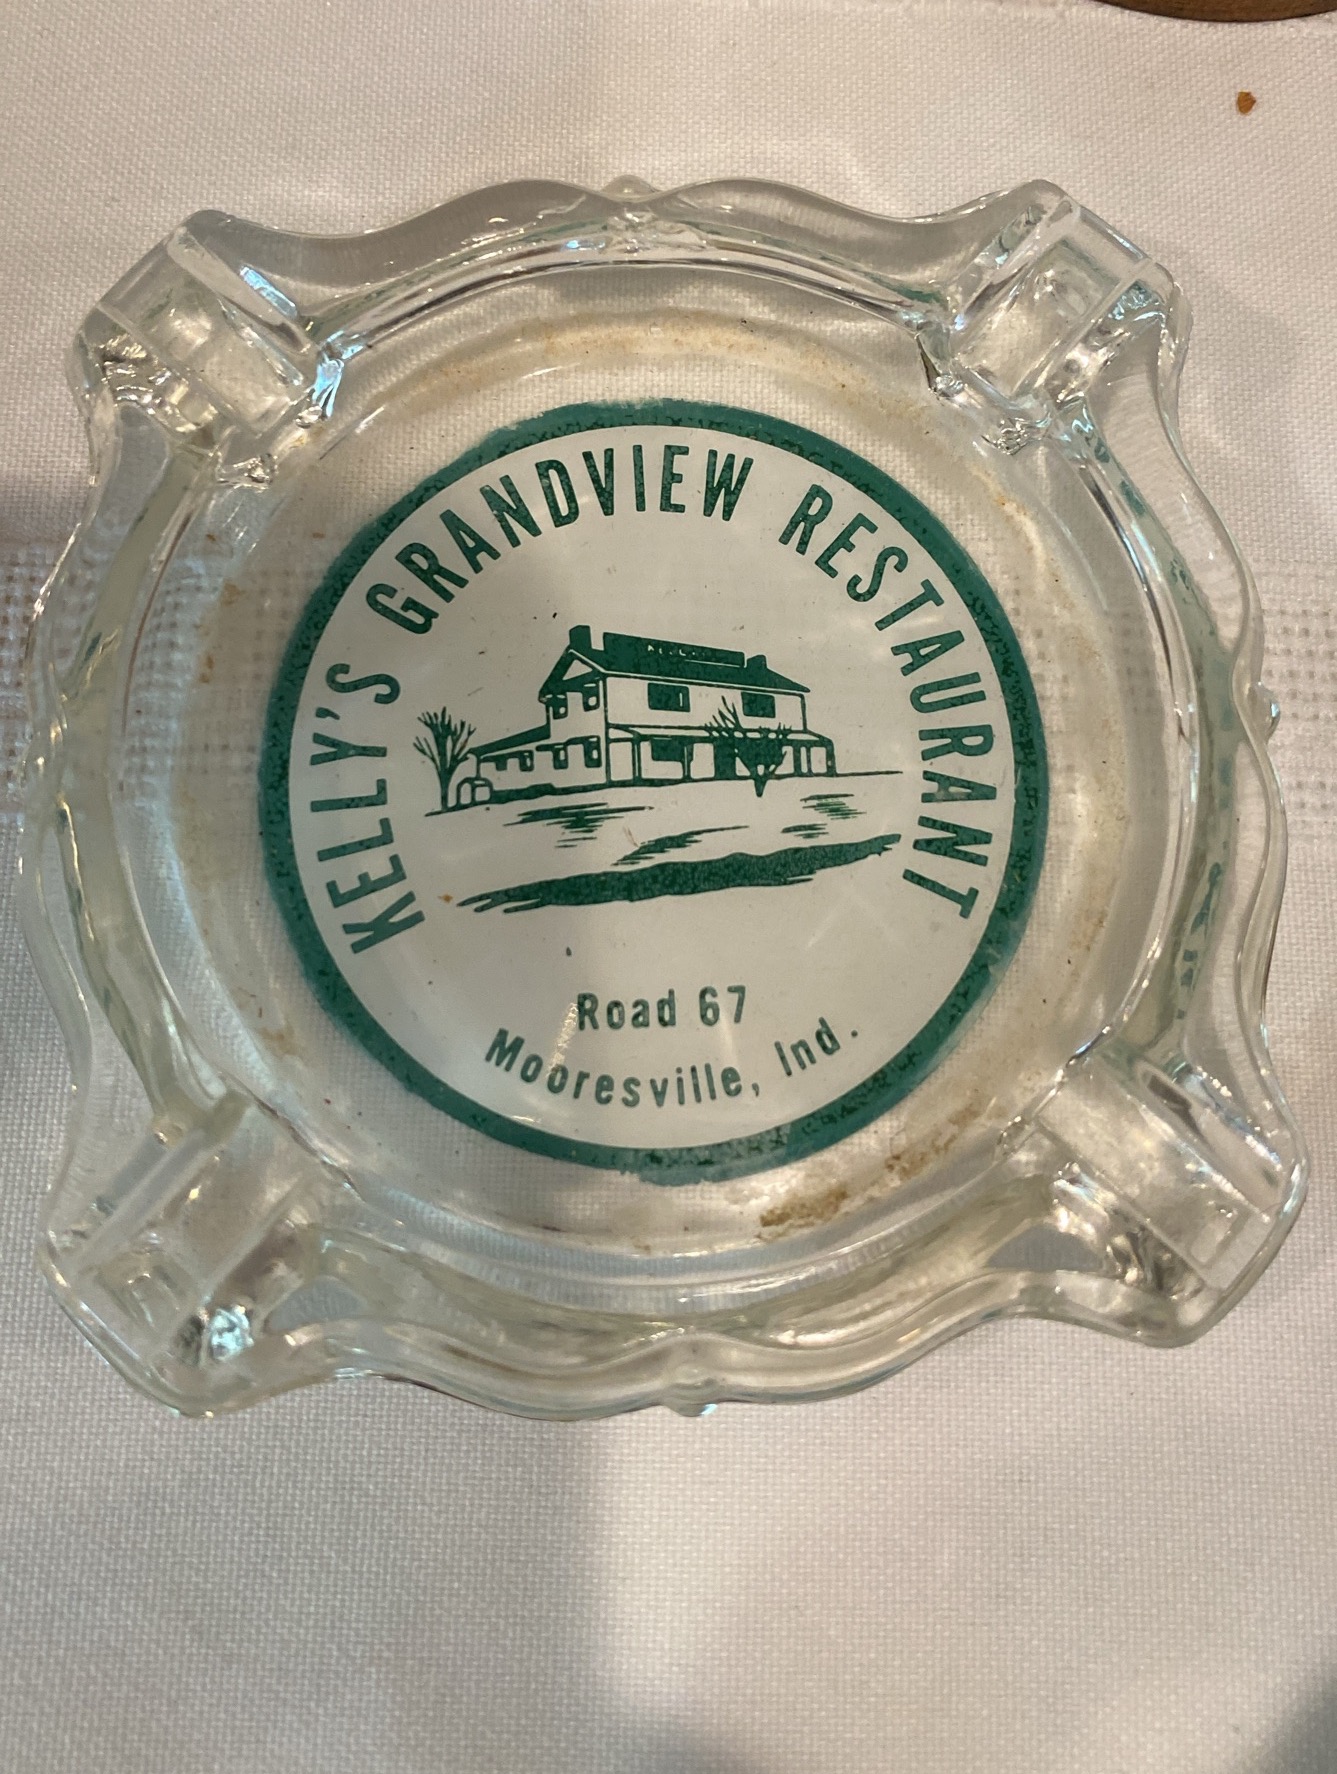 KELLY'S GRANDVIEW RESTAURANT
Road 67
Mooresville, Ind.